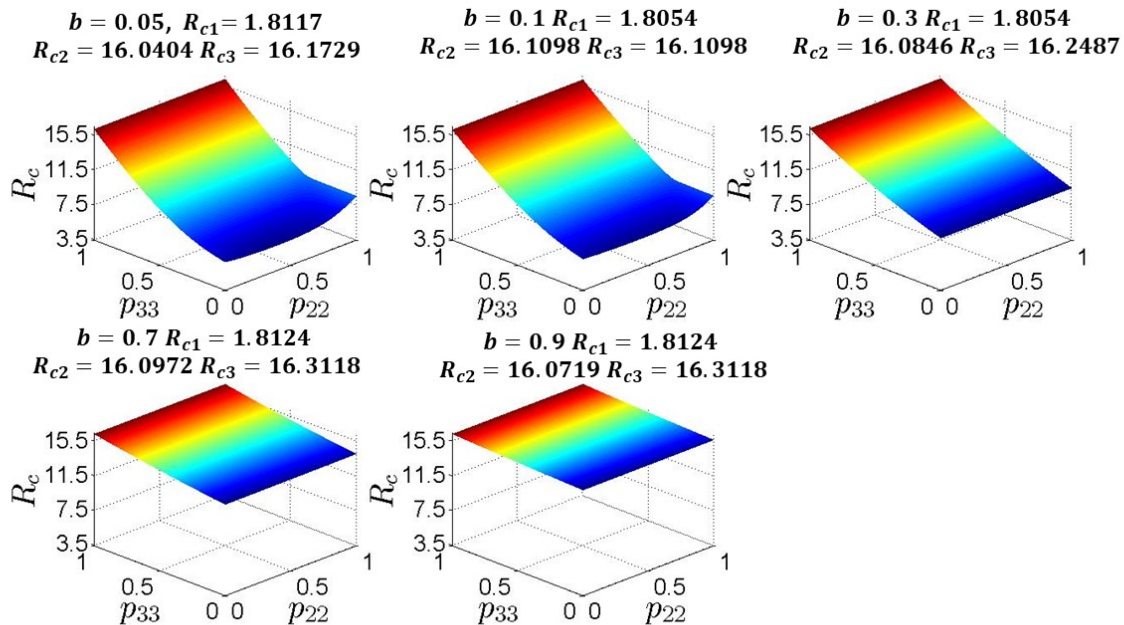 b = 0.05, R_c1 = 1.8117
R_c2 = 16.0404 R_c3 = 16.1729
15.5
11.5
7.5
3.5
R_c
1
0.5
0
p_33
0
0.5
1
p_22
b = 0.1 R_c1 = 1.8054
R_c2 = 16.1098 R_c3 = 16.1098
15.5
11.5
7.5
3.5
R_c
1
0.5
0
p_33
0
0.5
1
p_22
b = 0.3 R_c1 = 1.8054
R_c2 = 16.0846 R_c3 = 16.2487
15.5
11.5
7.5
3.5
R_c
1
0.5
0
p_33
0
0.5
1
p_22
b = 0.7 R_c1 = 1.8124
R_c2 = 16.0972 R_c3 = 16.3118
15.5
11.5
7.5
3.5
R_c
1
0.5
0
p_33
0
0.5
1
p_22
b = 0.9 R_c1 = 1.8124
R_c2 = 16.0719 R_c3 = 16.3118
15.5
11.5
7.5
3.5
R_c
1
0.5
0
p_33
0
0.5
1
p_22